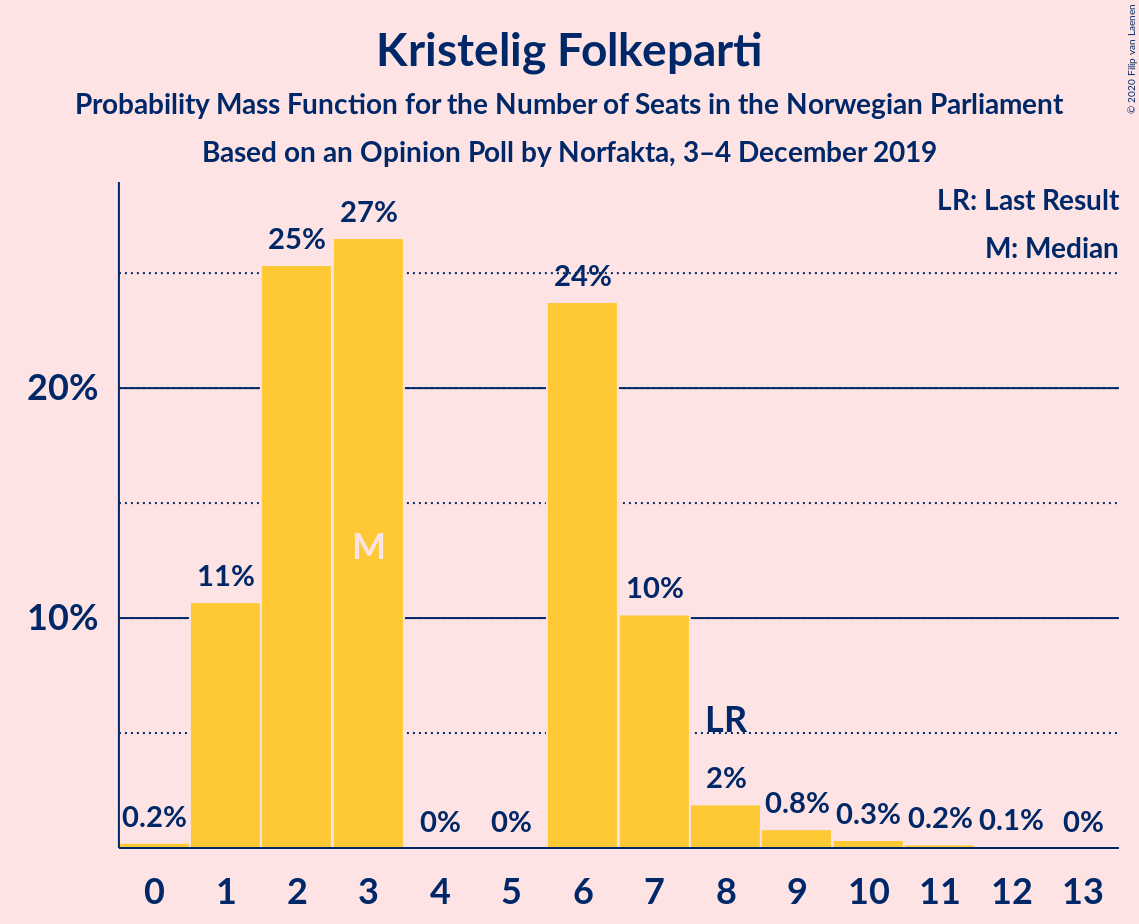 Kristelig Folkeparti
Probability Mass Function for the Number of Seats in the Norwegian Parliament
Based on an Opinion Poll by Norfakta, 3–4 December 2019
© 2020 Filip van Laenen
LR: Last Result
M: Median
27%
25%
24%
20%
M
11%
10%
10%
LR
2%
0.2%
0%
0%
0.8%
0.3%
0.2%
0.1%
0%
0 1 2 3 4 5 6 7 8 9 10 11 12 13